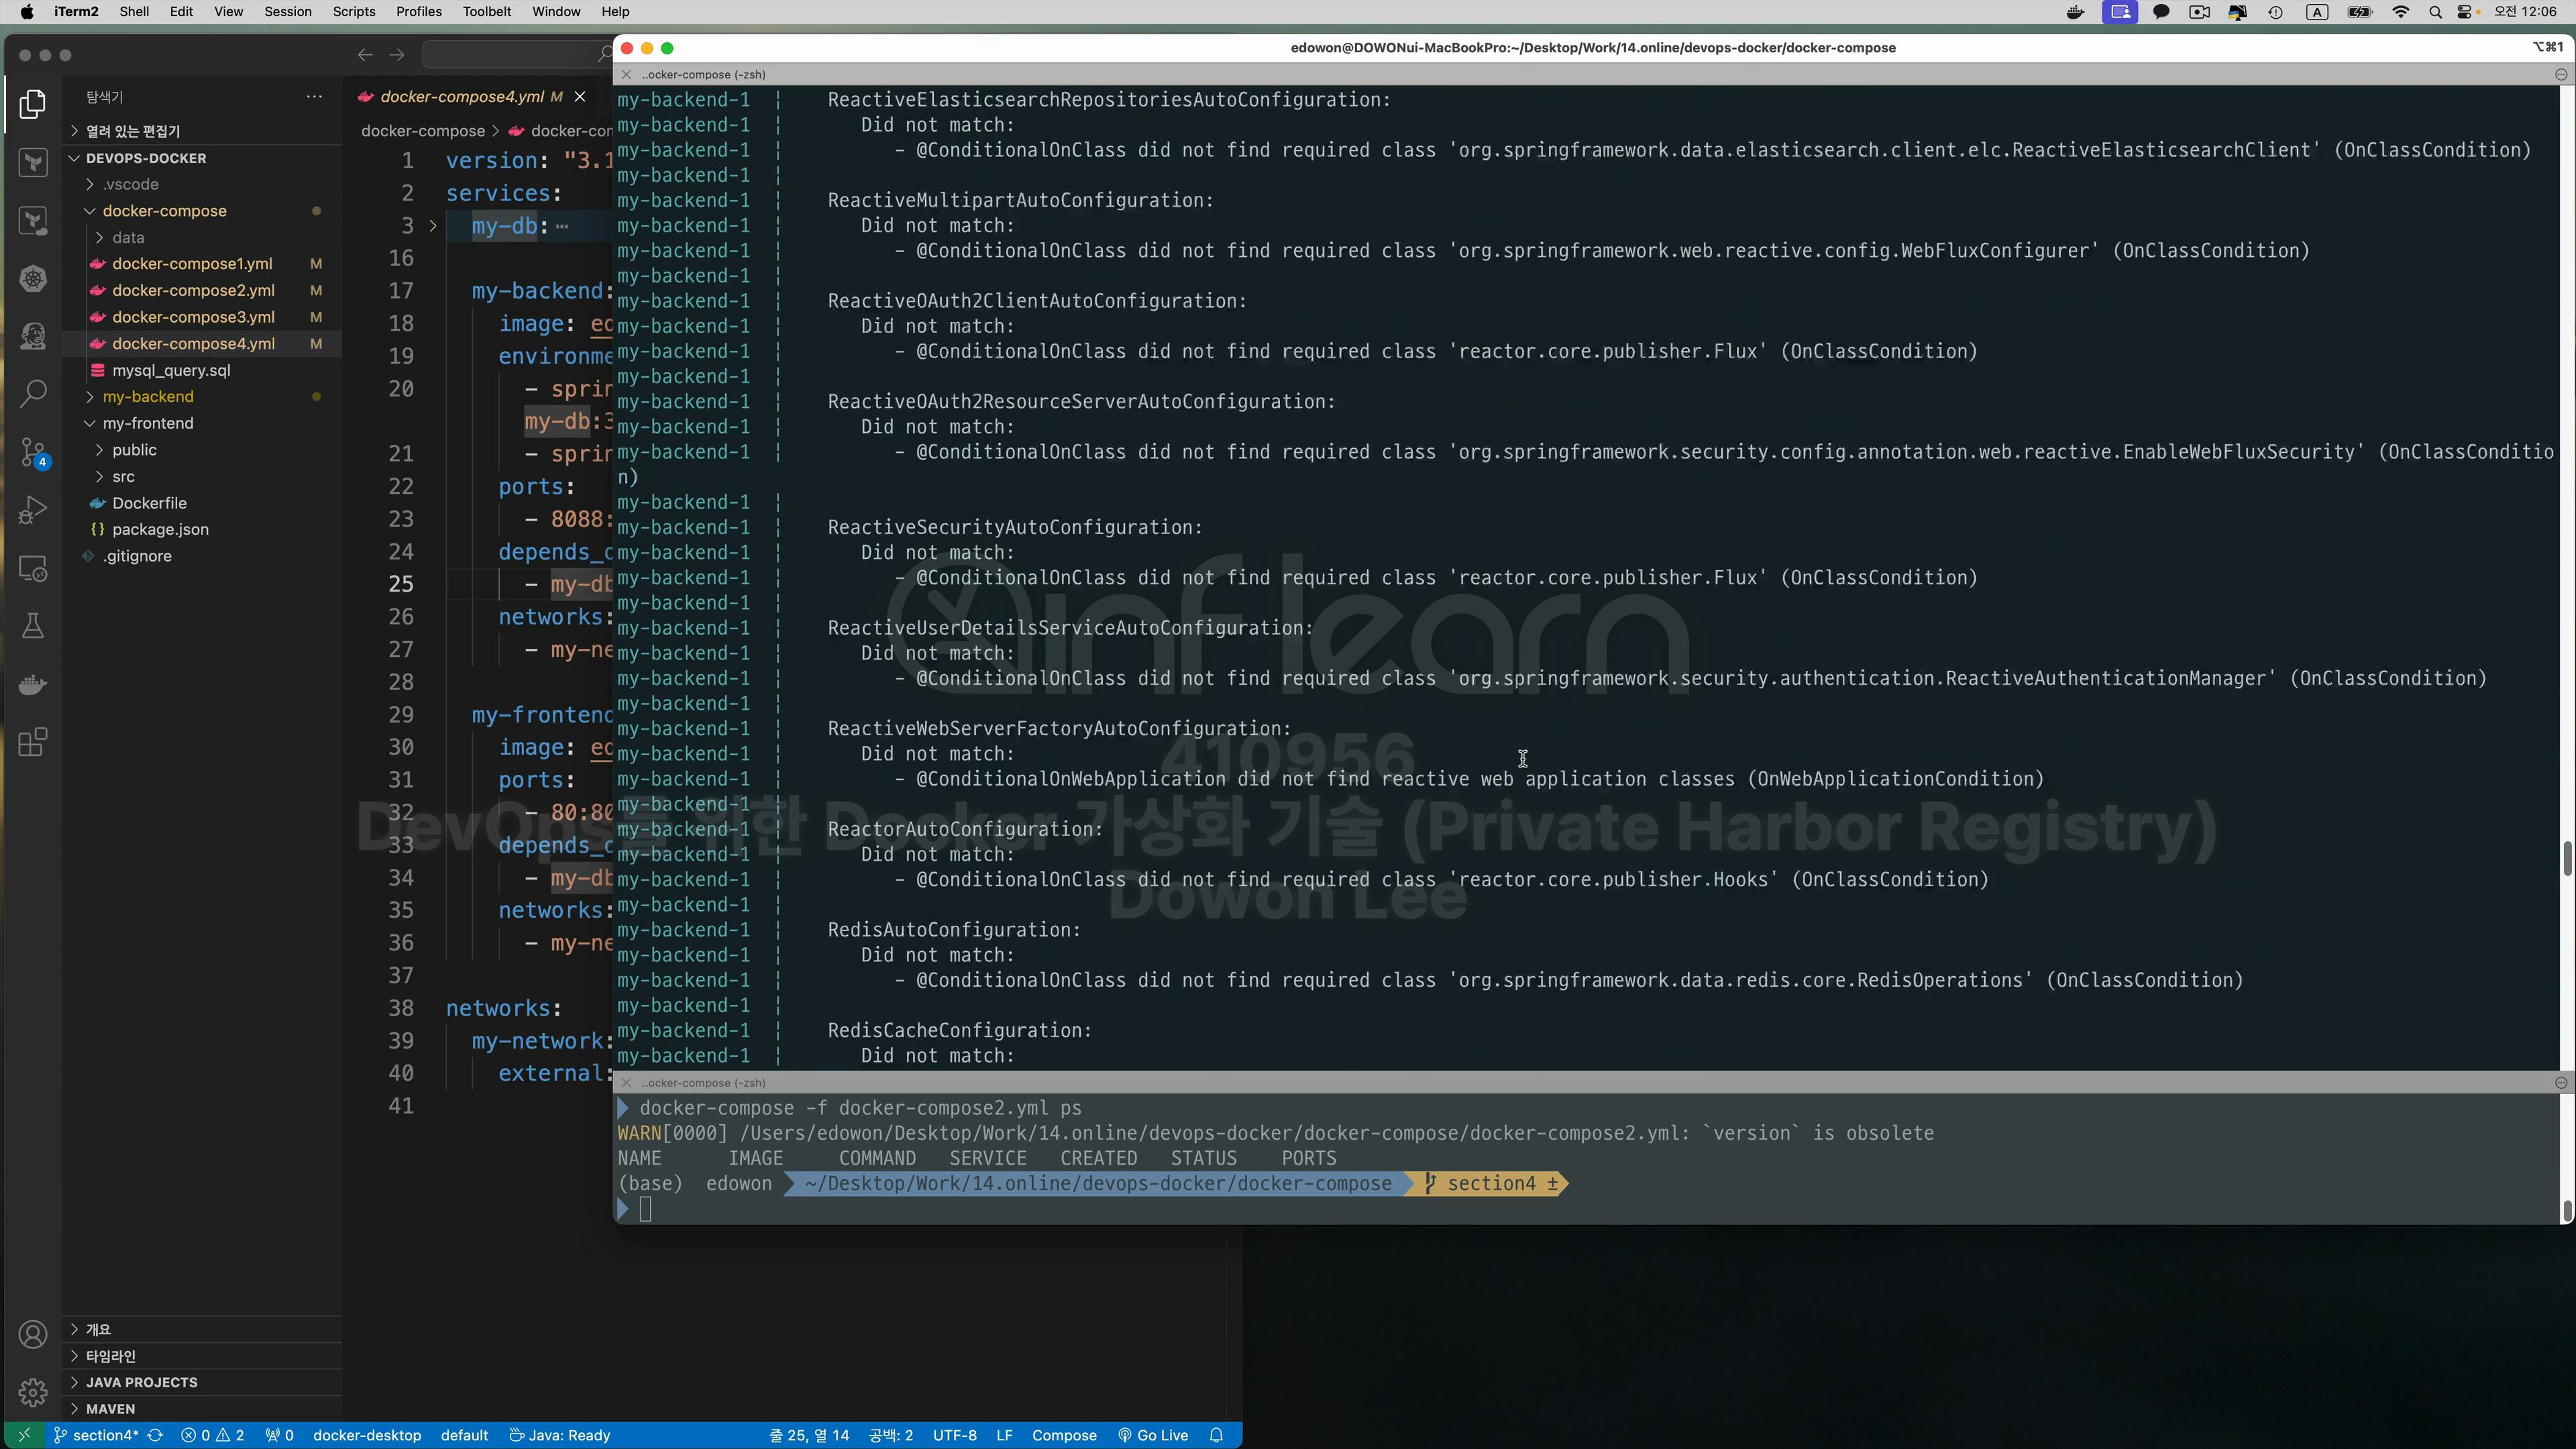 iTerm2 Shell Edit View Session Scripts Profiles Toolbelt Window Help
A 오전 12:06
탐색기
열려 있는 편집기
DEVOPS-DOCKER
.vscode
docker-compose
data
docker-compose1.yml M
docker-compose2.yml M
docker-compose3.yml M
docker-compose4.yml M
mysql_query.sql
my-backend
my-frontend
public
src
Dockerfile
package.json
.gitignore
4
개요
타임라인
JAVA PROJECTS
MAVEN
docker-compose4.yml M
docker-compose >
1 version: "3.1
2 services:
3 my-db:
16
17 my-backend:
18 image:
19
20 -
my-db:3
21 -
22 ports:
23 - 8088:
24
25 -
26 networks:
27 -
28
29
30 image:
31 ports:
32 - 80:80
33
34 -
35 networks:
36 -
37
38 networks:
39 my-network:
40 external:
41
edowon@DOWONui-MacBookPro:~/Desktop/Work/14.online/devops-docker/docker-compose ⌥⌘1
..ocker-compose (-zsh)
my-backend-1 | ReactiveElasticsearchRepositoriesAutoConfiguration:
my-backend-1 | Did not match:
my-backend-1 | - @ConditionalOnClass did not find required class 'org.springframework.data.elasticsearch.client.elc.ReactiveElasticsearchClient' (OnClassCondition)
my-backend-1 |
my-backend-1 | ReactiveMultipartAutoConfiguration:
my-backend-1 | Did not match:
my-backend-1 | - @ConditionalOnClass did not find required class 'org.springframework.web.reactive.config.WebFluxConfigurer' (OnClassCondition)
my-backend-1 |
my-backend-1 | ReactiveOAuth2ClientAutoConfiguration:
my-backend-1 | Did not match:
my-backend-1 | - @ConditionalOnClass did not find required class 'reactor.core.publisher.Flux' (OnClassCondition)
my-backend-1 |
my-backend-1 | ReactiveOAuth2ResourceServerAutoConfiguration:
my-backend-1 | Did not match:
my-backend-1 | - @ConditionalOnClass did not find required class 'org.springframework.security.config.annotation.web.reactive.EnableWebFluxSecurity' (OnClassConditio
n)
my-backend-1 |
my-backend-1 | ReactiveSecurityAutoConfiguration:
my-backend-1 | Did not match:
my-backend-1 | - @ConditionalOnClass did not find required class 'reactor.core.publisher.Flux' (OnClassCondition)
my-backend-1 |
my-backend-1 | ReactiveUserDetailsServiceAutoConfiguration:
my-backend-1 | Did not match:
my-backend-1 | - @ConditionalOnClass did not find required class 'org.springframework.security.authentication.ReactiveAuthenticationManager' (OnClassCondition)
my-backend-1 |
my-backend-1 | ReactiveWebServerFactoryAutoConfiguration:
my-backend-1 | Did not match:
my-backend-1 | - @ConditionalOnWebApplication did not find reactive web application classes (OnWebApplicationCondition)
my-backend-1 |
my-backend-1 | ReactorAutoConfiguration:
my-backend-1 | Did not match:
my-backend-1 | - @ConditionalOnClass did not find required class 'reactor.core.publisher.Hooks' (OnClassCondition)
my-backend-1 |
my-backend-1 | RedisAutoConfiguration:
my-backend-1 | Did not match:
my-backend-1 | - @ConditionalOnClass did not find required class 'org.springframework.data.redis.core.RedisOperations' (OnClassCondition)
my-backend-1 |
my-backend-1 | RedisCacheConfiguration:
my-backend-1 | Did not match:
inflearn
410956
DevOps를 위한 Docker 가상화 기술 (Private Harbor Registry)
Dowon Lee
..ocker-compose (-zsh)
docker-compose -f docker-compose2.yml ps
WARN[0000] /Users/edowon/Desktop/Work/14.online/devops-docker/docker-compose/docker-compose2.yml: `version` is obsolete
NAME IMAGE COMMAND SERVICE CREATED STATUS PORTS
(base) edowon ~/Desktop/Work/14.online/devops-docker/docker-compose section4 ±
section4* 0 2 0 docker-desktop default Java: Ready 줄 25, 열 14 공백: 2 UTF-8 LF Compose Go Live